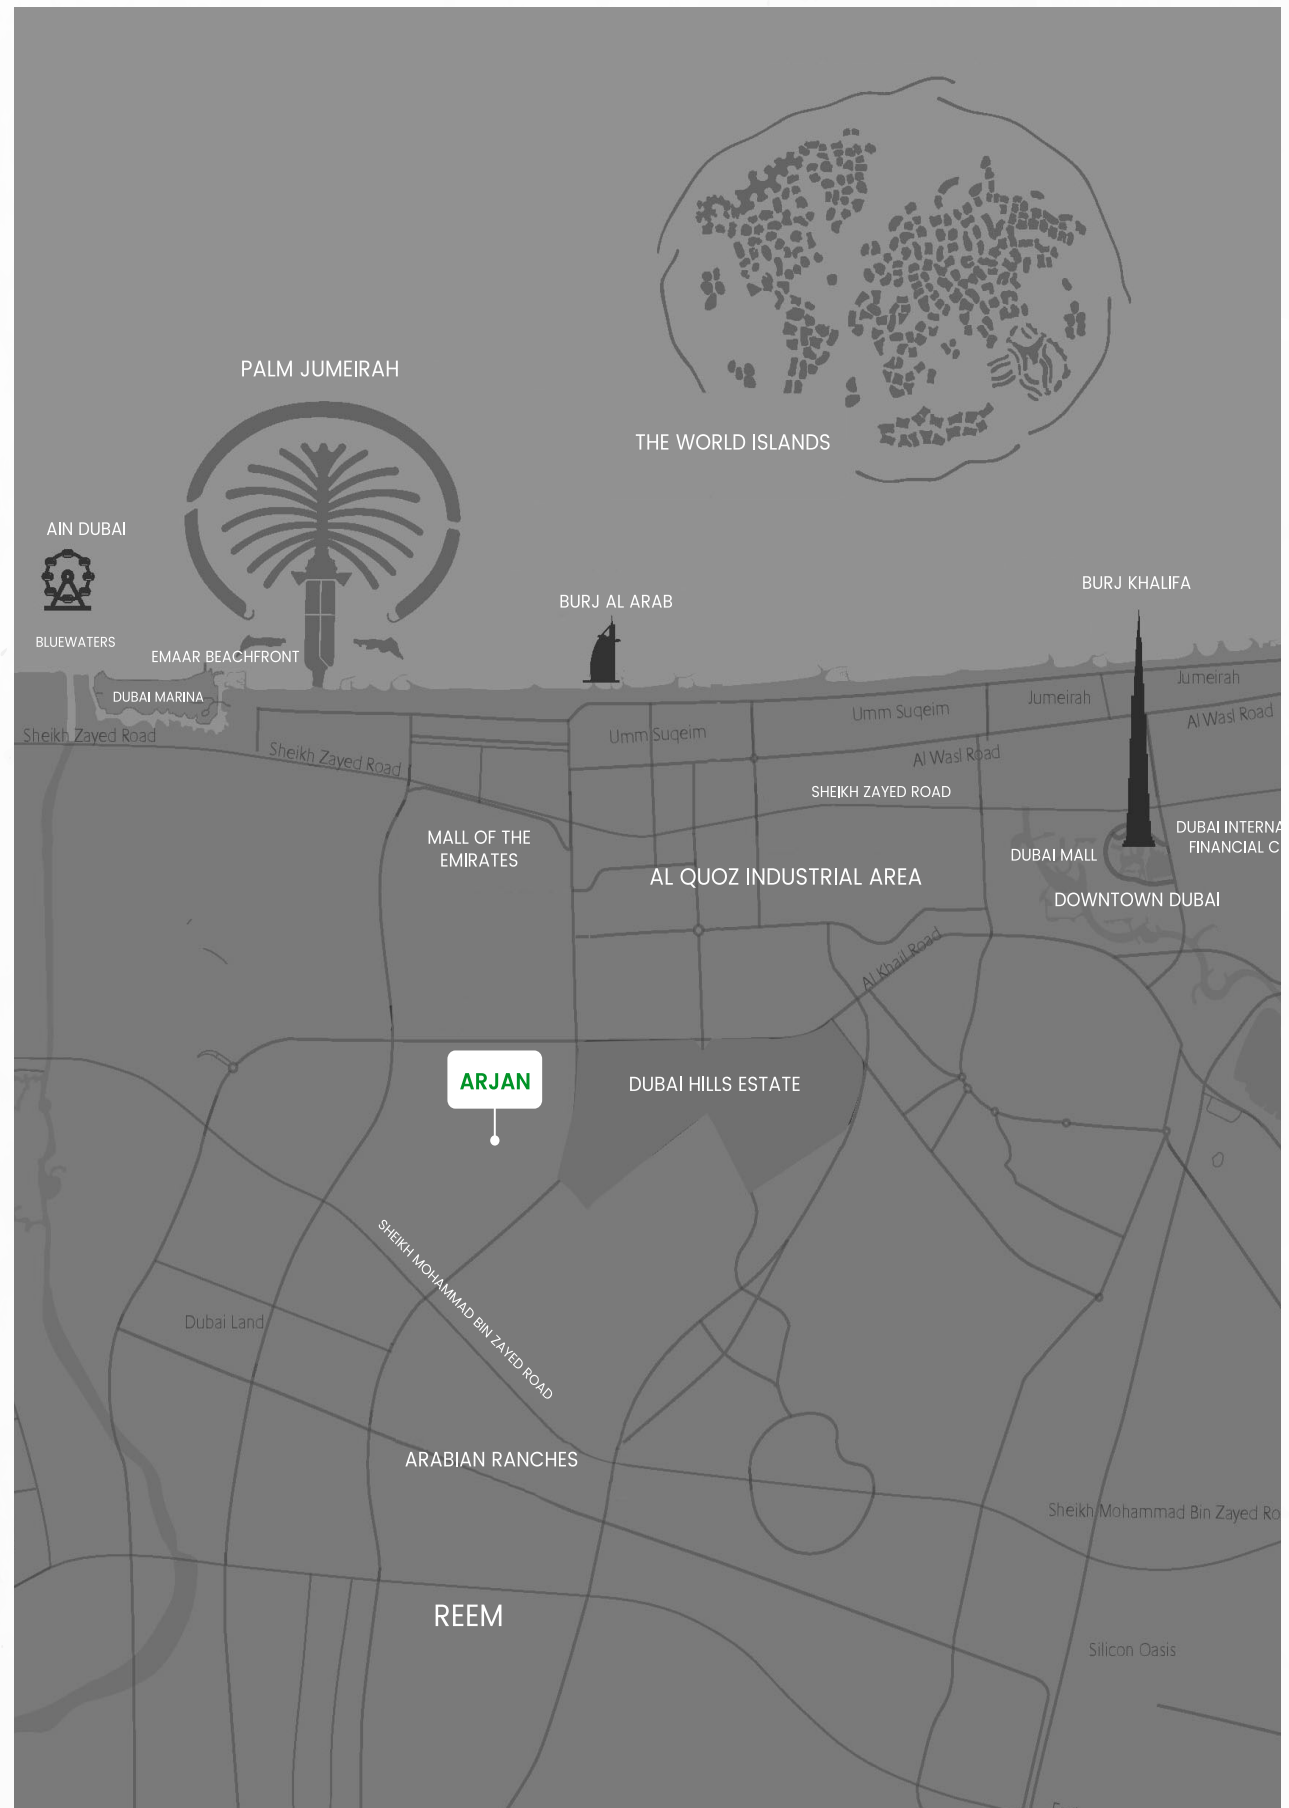 PALM JUMEIRAH
THE WORLD ISLANDS
AIN DUBAI
BURJ KHALIFA
BURJ AL ARAB
BLUEWATERS
EMAAR BEACHFRONT
DUBAI MARINA
Jumeirah
Jumeirah
Umm Suqeim
Al Wasl Road
Sheikh Zayed Road
Umm Suqeim
Sheikh Zayed Road
Al Wasl Road
SHEIKH ZAYED ROAD
MALL OF THE
EMIRATES
DUBAI INTERNA
FINANCIAL C
DUBAI MALL
AL QUOZ INDUSTRIAL AREA
DOWNTOWN DUBAI
Al Khail Road
ARJAN
DUBAI HILLS ESTATE
SHEIKH MOHAMMAD BIN ZAYED ROAD
Dubai Land
ARABIAN RANCHES
Sheikh Mohammad Bin Zayed Ro
REEM
Silicon Oasis